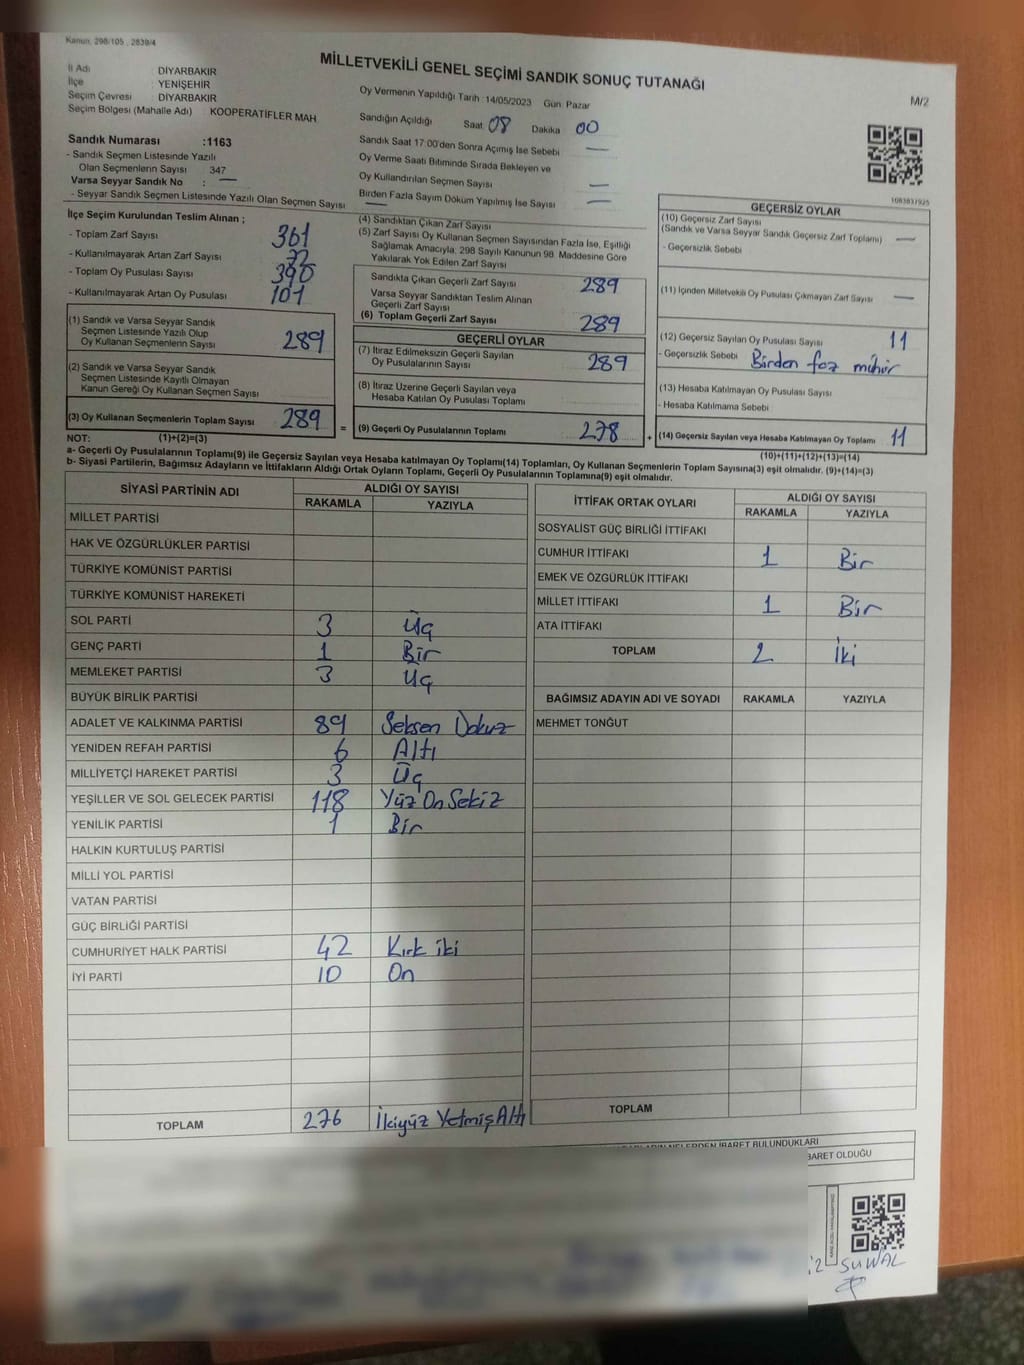 Kanun, 298/105 , 2839/4
MİLLETVEKİLİ GENEL SEÇİMİ SANDIK SONUÇ TUTANAĞI
M/2
İl Adı : DİYARBAKIR
İlçe : YENİŞEHİR
Seçim Çevresi : DİYARBAKIR
Seçim Bölgesi (Mahalle Adı) : KOOPERATİFLER MAH.
Sandık Numarası :1163
- Sandık Seçmen Listesinde Yazılı
Olan Seçmenlerin Sayısı 347
Varsa Seyyar Sandık No : —
- Seyyar Sandık Seçmen Listesinde Yazılı Olan Seçmen Sayısı —
Oy Vermenin Yapıldığı Tarih :14/05/2023 Gün: Pazar
Sandığın Açıldığı Saat 08 Dakika 00
Sandık Saat 17:00'den Sonra Açımış İse Sebebi —
Oy Verme Saati Bitiminde Sırada Bekleyen ve
Oy Kullandırılan Seçmen Sayısı —
Birden Fazla Sayım Döküm Yapılmış İse Sayısı —
1083837925
İlçe Seçim Kurulundan Teslim Alınan ;
- Toplam Zarf Sayısı 361
- Kullanılmayarak Artan Zarf Sayısı 72
- Toplam Oy Pusulası Sayısı 390
- Kullanılmayarak Artan Oy Pusulası 101
(1) Sandık ve Varsa Seyyar Sandık
Seçmen Listesinde Yazılı Olup
Oy Kullanan Seçmenlerin Sayısı 289
(2) Sandık ve Varsa Seyyar Sandık
Seçmen Listesinde Kayıtlı Olmayan
Kanun Gereği Oy Kullanan Seçmen Sayısı
(3) Oy Kullanan Seçmenlerin Toplam Sayısı 289 =
(4) Sandıktan Çıkan Zarf Sayısı
(5) Zarf Sayısı Oy Kullanan Seçmen Sayısından Fazla İse, Eşitliği
Sağlamak Amacıyla, 298 Sayılı Kanunun 98. Maddesine Göre
Yakılarak Yok Edilen Zarf Sayısı
Sandıkta Çıkan Geçerli Zarf Sayısı 289
Varsa Seyyar Sandıktan Teslim Alınan
Geçerli Zarf Sayısı
(6) Toplam Geçerli Zarf Sayısı 289
GEÇERLİ OYLAR
(7) İtiraz Edilmeksizin Geçerli Sayılan
Oy Pusulalarının Sayısı 289
(8) İtiraz Üzerine Geçerli Sayılan veya
Hesaba Katılan Oy Pusulası Toplamı
(9) Geçerli Oy Pusulalarının Toplamı 278 +
GEÇERSİZ OYLAR
(10) Geçersiz Zarf Sayısı
(Sandık ve Varsa Seyyar Sandık Geçersiz Zarf Toplamı) —
- Geçersizlik Sebebi
(11) İçinden Milletvekili Oy Pusulası Çıkmayan Zarf Sayısı —
(12) Geçersiz Sayılan Oy Pusulası Sayısı 11
- Geçersizlik Sebebi Birden faz mühür
(13) Hesaba Katılmayan Oy Pusulası Sayısı
- Hesaba Katılmama Sebebi
(14) Geçersiz Sayılan veya Hesaba Katılmayan Oy Toplamı 11
NOT: (1)+(2)=(3)
(10)+(11)+(12)+(13)=(14)
a- Geçerli Oy Pusulalarının Toplamı(9) ile Geçersiz Sayılan veya Hesaba katılmayan Oy Toplamı(14) Toplamları, Oy Kullanan Seçmenlerin Toplam Sayısına(3) eşit olmalıdır. (9)+(14)=(3)
b- Siyasi Partilerin, Bağımsız Adayların ve İttifakların Aldığı Ortak Oyların Toplamı, Geçerli Oy Pusulalarının Toplamına(9) eşit olmalıdır.
SİYASİ PARTİNİN ADI ALDIĞI OY SAYISI
RAKAMLA YAZIYLA
MİLLET PARTİSİ
HAK VE ÖZGÜRLÜKLER PARTİSİ
TÜRKİYE KOMÜNİST PARTİSİ
TÜRKİYE KOMÜNİST HAREKETİ
SOL PARTİ 3 Üç
GENÇ PARTİ 1 Bir
MEMLEKET PARTİSİ 3 Üç
BÜYÜK BİRLİK PARTİSİ
ADALET VE KALKINMA PARTİSİ 89 Seksen Dokuz
YENİDEN REFAH PARTİSİ 6 Altı
MİLLİYETÇİ HAREKET PARTİSİ 3 Üç
YEŞİLLER VE SOL GELECEK PARTİSİ 118 Yüz On Sekiz
YENİLİK PARTİSİ 1 Bir
HALKIN KURTULUŞ PARTİSİ
MİLLİ YOL PARTİSİ
VATAN PARTİSİ
GÜÇ BİRLİĞİ PARTİSİ
CUMHURİYET HALK PARTİSİ 42 Kırk iki
İYİ PARTİ 10 On
TOPLAM 276 İkiyüz Yetmiş Altı
İTTİFAK ORTAK OYLARI ALDIĞI OY SAYISI
RAKAMLA YAZIYLA
SOSYALIST GÜÇ BİRLİĞİ İTTİFAKI
CUMHUR İTTİFAKI 1 Bir
EMEK VE ÖZGÜRLÜK İTTİFAKI
MİLLET İTTİFAKI 1 Bir
ATA İTTİFAKI
TOPLAM 2 İki
BAĞIMSIZ ADAYIN ADI VE SOYADI RAKAMLA YAZIYLA
MEHMET TONĞUT
TOPLAM
NELERDEN İBARET BULUNDUKLARI
BARET OLDUĞU